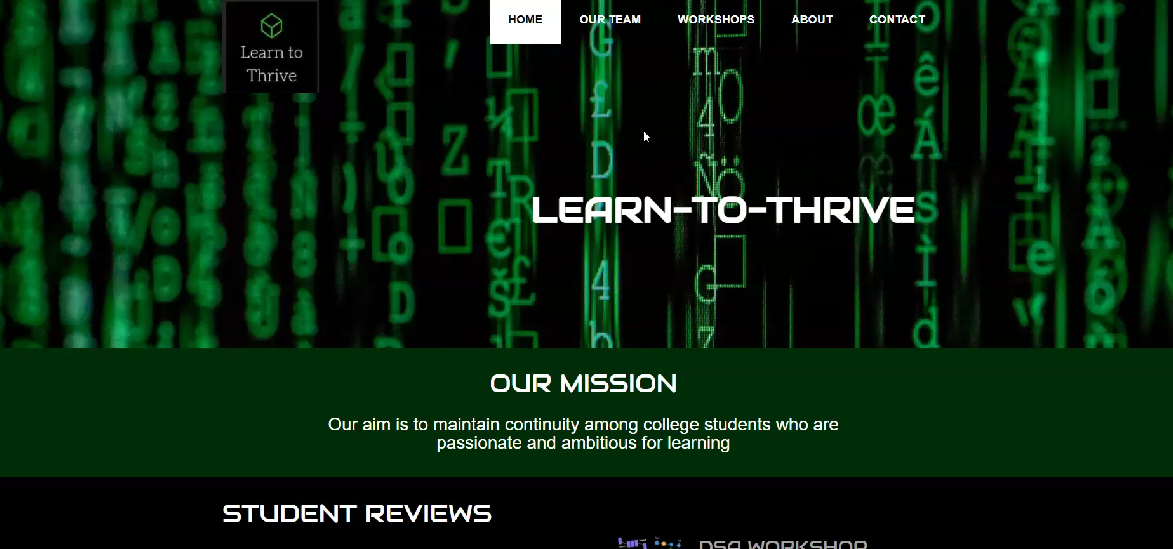 Learn to
Thrive
HOME OUR TEAM WORKSHOPS ABOUT CONTACT
LEARN-TO-THRIVE
OUR MISSION
Our aim is to maintain continuity among college students who are
passionate and ambitious for learning
STUDENT REVIEWS
DSA WORKSHOP